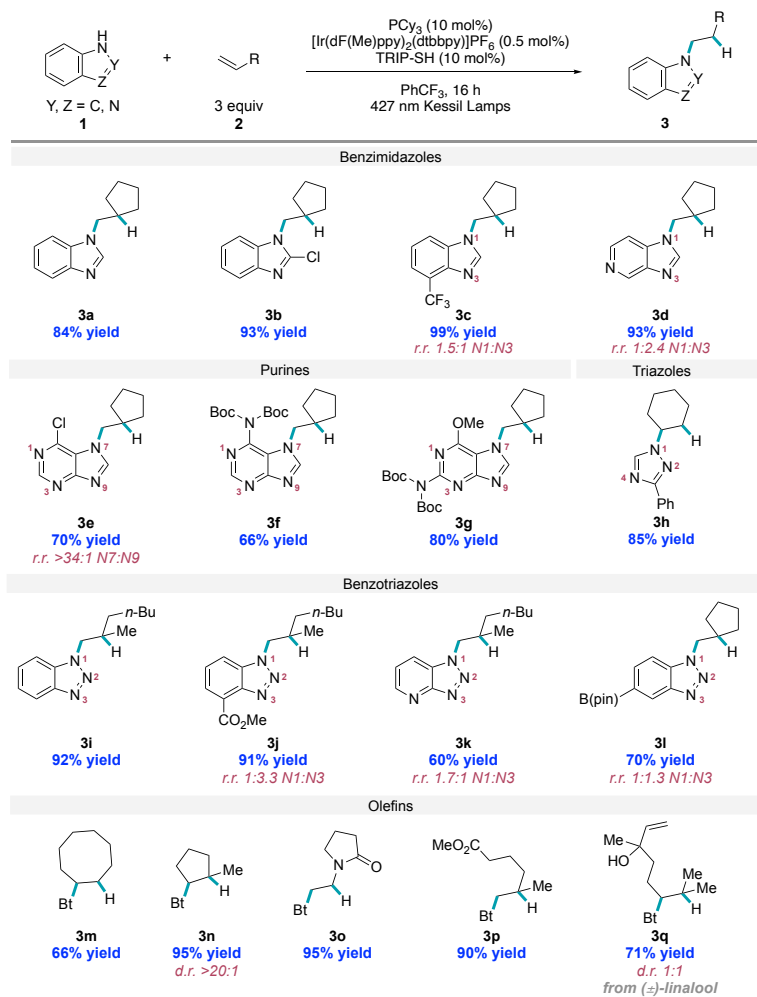 PCy3 (10 mol%)
[Ir(dF(Me)ppy)2(dtbbpy)]PF6 (0.5 mol%)
TRIP-SH (10 mol%)
PhCF3, 16 h
427 nm Kessil Lamps
H
N
Y
Z
+
R
R
N
H
Y
Z
Y, Z = C, N
1
3 equiv
2
3
Benzimidazoles
H
N
N
H
N
N
Cl
H
N
1
N
3
CF3
H
N
1
N
N
3
3a
3b
3c
3d
84% yield
93% yield
99% yield
93% yield
r.r. 1.5:1 N1:N3
r.r. 1:2.4 N1:N3
Purines
Triazoles
Cl
H
1
N
N
7
N
3
N
9
Boc
N
Boc
H
1
N
N
7
N
3
N
9
OMe
H
1
N
N
7
Boc
N
N
3
N
9
Boc
H
N
1
N
2
4
N
Ph
3e
3f
3g
3h
70% yield
66% yield
80% yield
85% yield
r.r. >34:1 N7:N9
Benzotriazoles
n-Bu
Me
H
N
1
N
2
N
3
n-Bu
Me
H
N
1
N
2
N
3
CO2Me
n-Bu
Me
H
N
1
N
2
N
N
3
H
N
1
N
2
N
3
B(pin)
3i
3j
3k
3l
92% yield
91% yield
60% yield
70% yield
r.r. 1:3.3 N1:N3
r.r. 1.7:1 N1:N3
r.r. 1:1.3 N1:N3
Olefins
H
Bt
Me
H
Bt
N
O
H
Bt
MeO2C
Me
H
Bt
Me
HO
Me
Me
H
Bt
3m
3n
3o
3p
3q
66% yield
95% yield
95% yield
90% yield
71% yield
d.r. >20:1
d.r. 1:1
from (±)-linalool